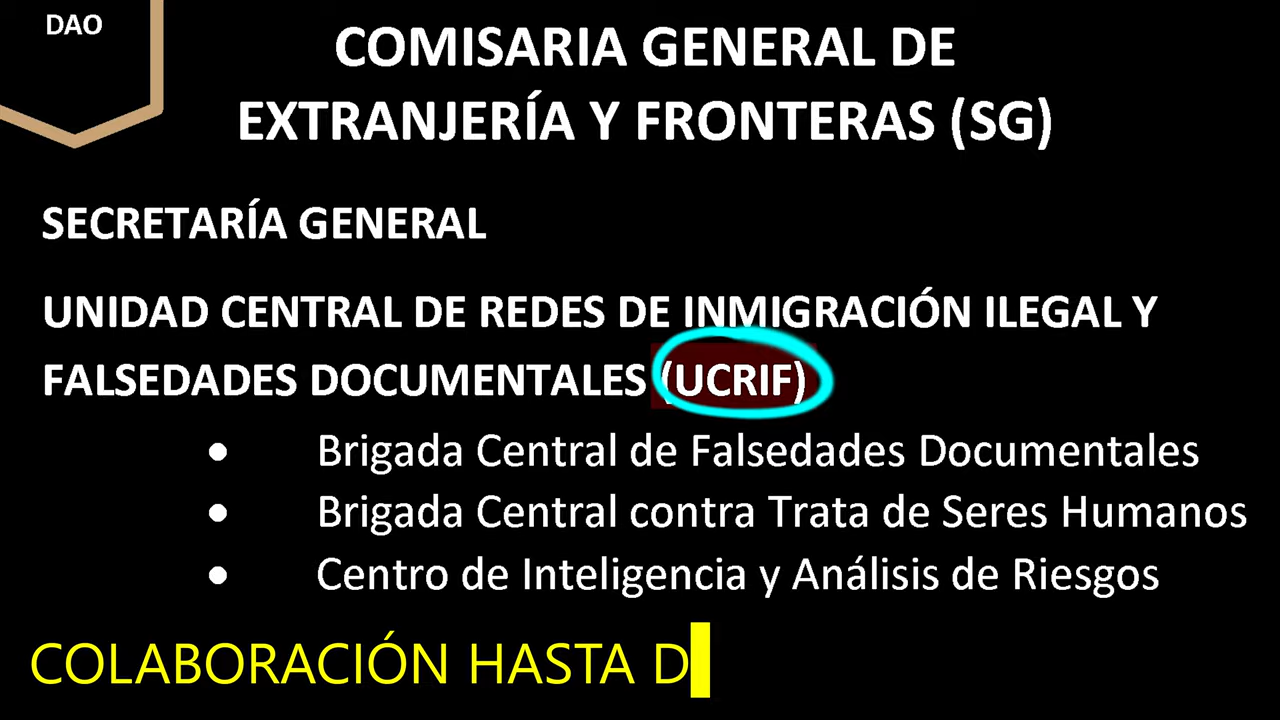 DAO
COMISARIA GENERAL DE
EXTRANJERÍA Y FRONTERAS (SG)
SECRETARÍA GENERAL
UNIDAD CENTRAL DE REDES DE INMIGRACIÓN ILEGAL Y
FALSEDADES DOCUMENTALES (UCRIF)
• Brigada Central de Falsedades Documentales
• Brigada Central contra Trata de Seres Humanos
• Centro de Inteligencia y Análisis de Riesgos
COLABORACIÓN HASTA D